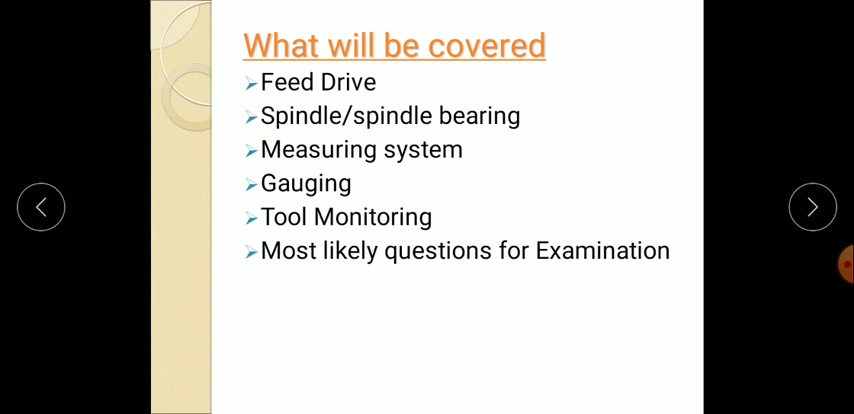 What will be covered
Feed Drive
Spindle/spindle bearing
Measuring system
Gauging
Tool Monitoring
Most likely questions for Examination